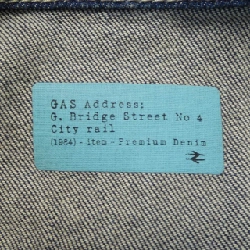 GAS Address:
G. Bridge Street No 4
City rail
(1984) - item - Premium Denim